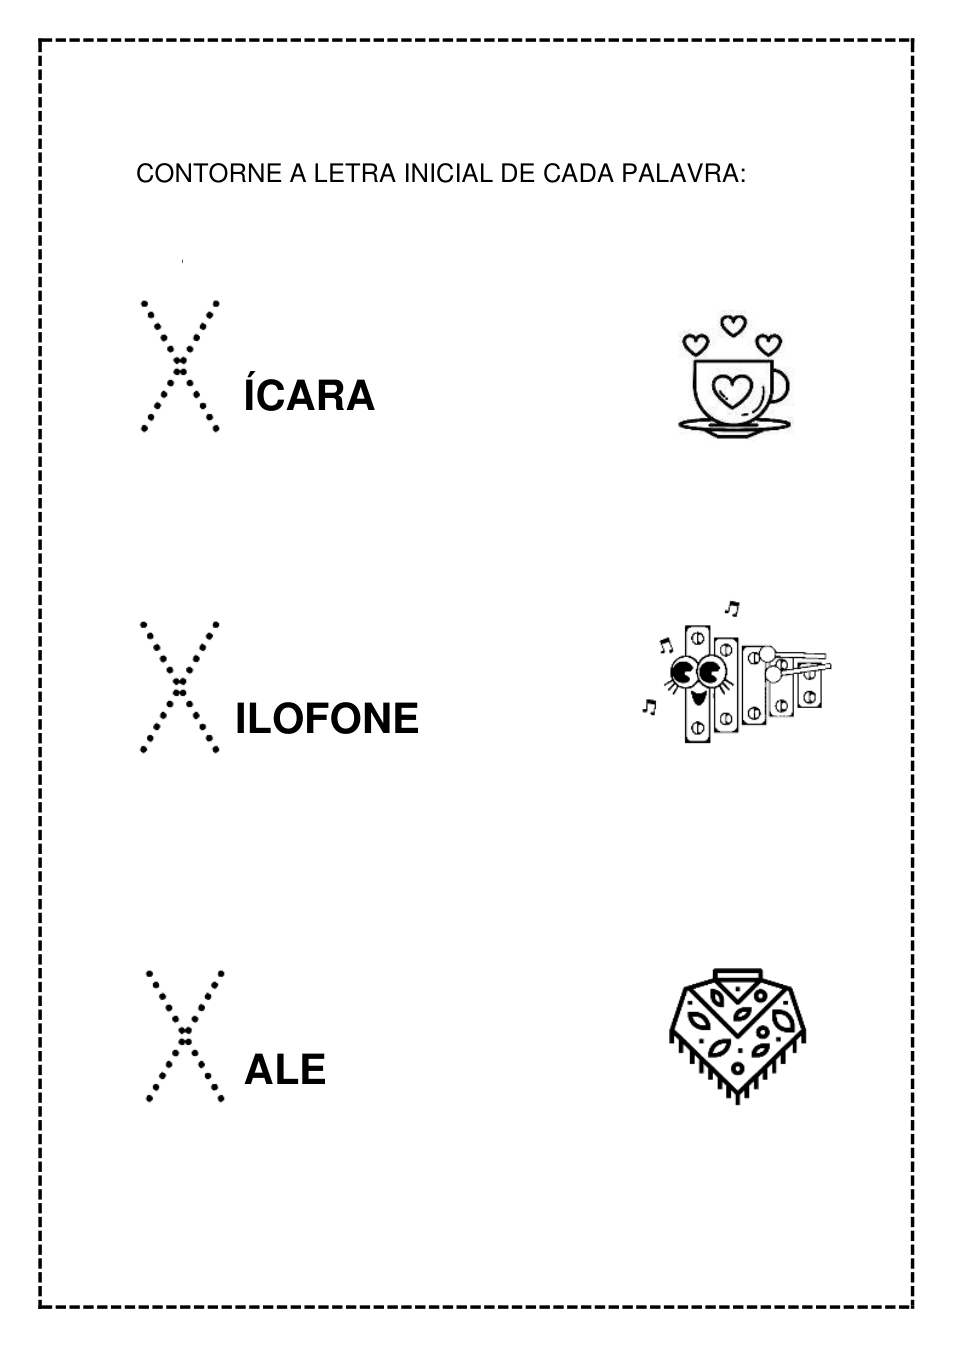 CONTORNE A LETRA INICIAL DE CADA PALAVRA:
X ÍCARA
X ILOFONE
X ALE